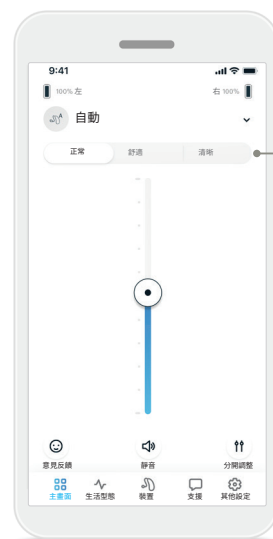 9:41
100% 左
右 100%
自動
正常 舒適 清晰
意見反饋 靜音 分開調整
主畫面 生活型態 裝置 支援 其他設定